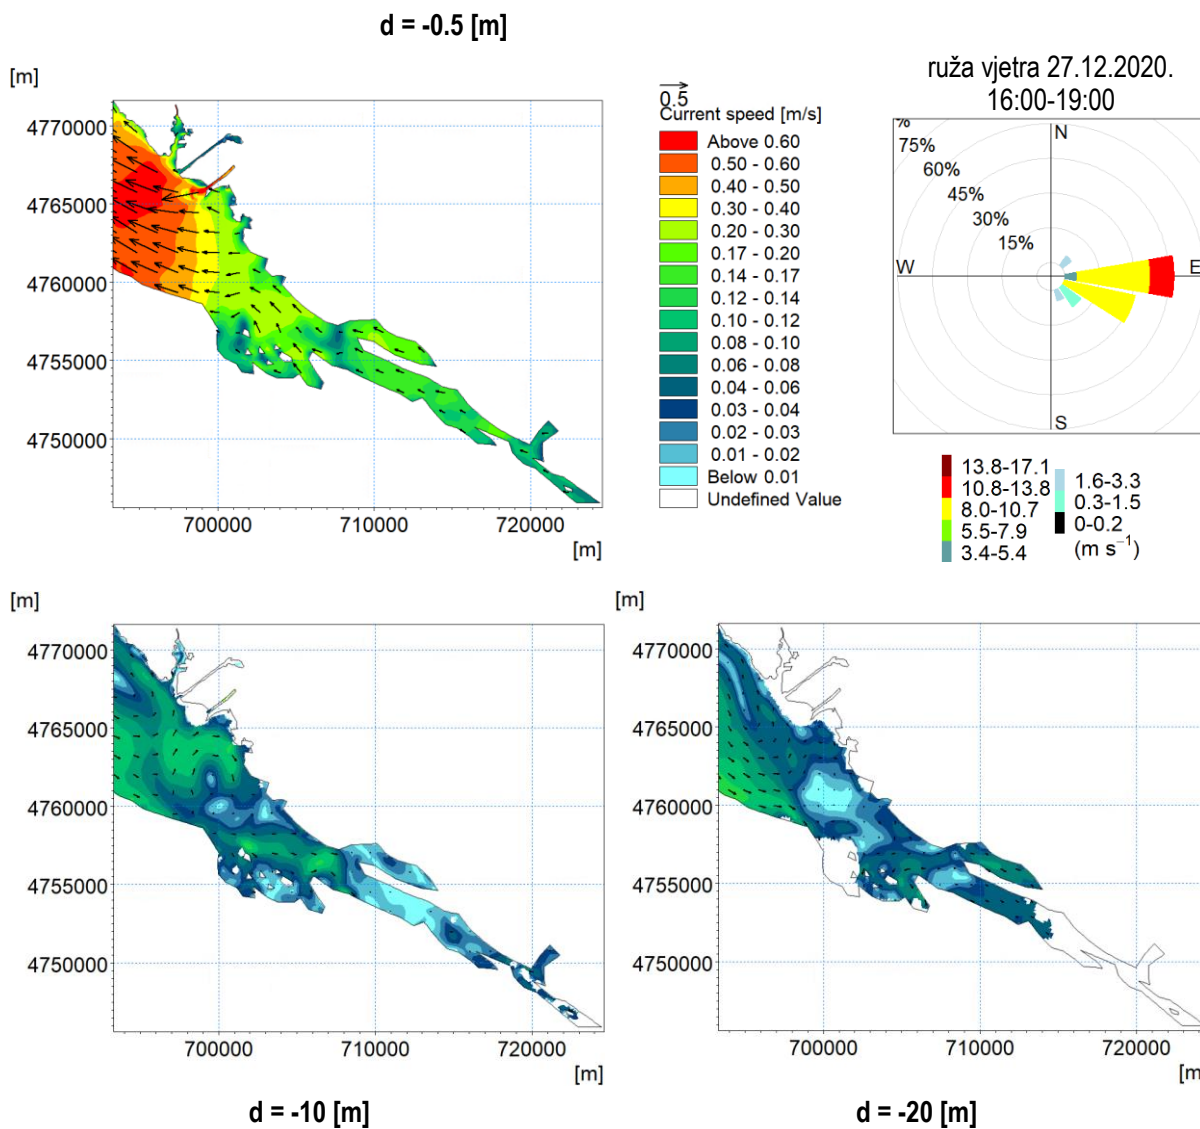 d = -0.5 [m]
[m]
4770000
4765000
4760000
4755000
4750000
700000 710000 720000
[m]
0.5
Current speed [m/s]
Above 0.60
0.50 - 0.60
0.40 - 0.50
0.30 - 0.40
0.20 - 0.30
0.17 - 0.20
0.14 - 0.17
0.12 - 0.14
0.10 - 0.12
0.08 - 0.10
0.06 - 0.08
0.04 - 0.06
0.03 - 0.04
0.02 - 0.03
0.01 - 0.02
Below 0.01
Undefined Value
ruža vjetra 27.12.2020.
16:00-19:00
%
75%
60%
45%
30%
15%
N
W
E
S
13.8-17.1
10.8-13.8
8.0-10.7
5.5-7.9
3.4-5.4
1.6-3.3
0.3-1.5
0-0.2
(m s⁻¹)
[m]
4770000
4765000
4760000
4755000
4750000
700000 710000 720000
[m]
d = -10 [m]
[m]
4770000
4765000
4760000
4755000
4750000
700000 710000 720000
[m]
d = -20 [m]